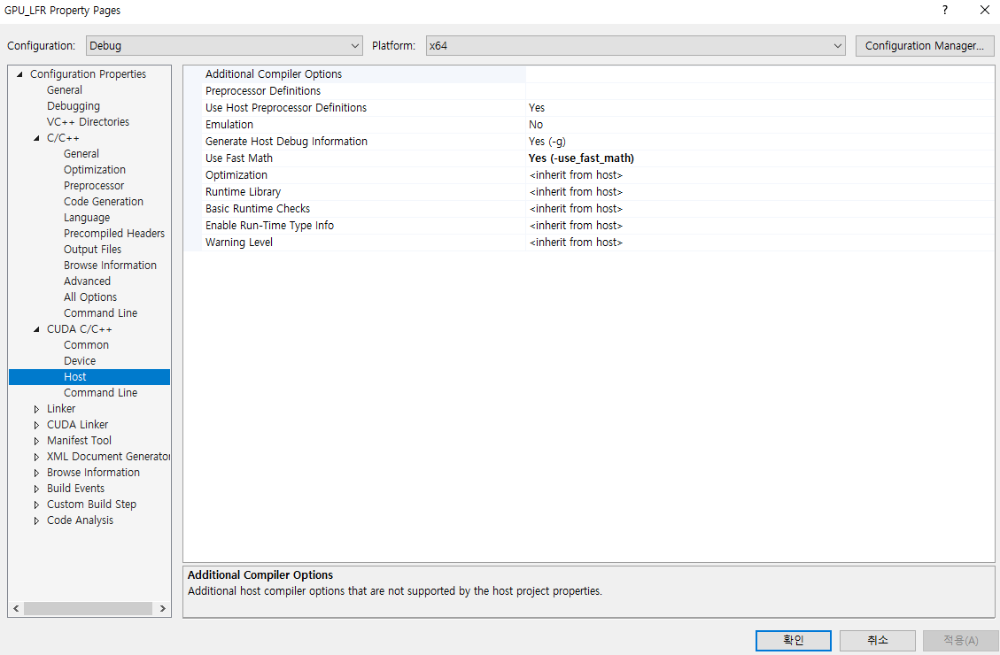 GPU_LFR Property Pages
?
Configuration: Debug Platform: x64 Configuration Manager...
Configuration Properties
General
Debugging
VC++ Directories
C/C++
General
Optimization
Preprocessor
Code Generation
Language
Precompiled Headers
Output Files
Browse Information
Advanced
All Options
Command Line
CUDA C/C++
Common
Device
Host
Command Line
Linker
CUDA Linker
Manifest Tool
XML Document Generator
Browse Information
Build Events
Custom Build Step
Code Analysis
Additional Compiler Options
Preprocessor Definitions
Use Host Preprocessor Definitions Yes
Emulation No
Generate Host Debug Information Yes (-g)
Use Fast Math Yes (-use_fast_math)
Optimization <inherit from host>
Runtime Library <inherit from host>
Basic Runtime Checks <inherit from host>
Enable Run-Time Type Info <inherit from host>
Warning Level <inherit from host>
Additional Compiler Options
Additional host compiler options that are not supported by the host project properties.
확인 취소 적용(A)